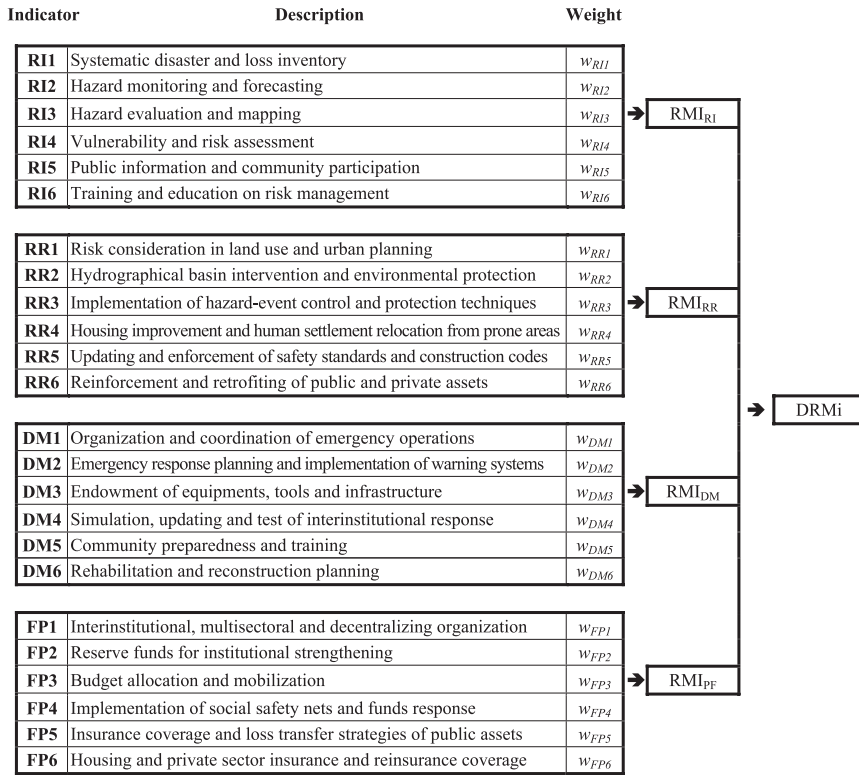 Indicator Description Weight
RI1 Systematic disaster and loss inventory w_RI1
RI2 Hazard monitoring and forecasting w_RI2
RI3 Hazard evaluation and mapping w_RI3 ➔ RMI_RI
RI4 Vulnerability and risk assessment w_RI4
RI5 Public information and community participation w_RI5
RI6 Training and education on risk management w_RI6
RR1 Risk consideration in land use and urban planning w_RR1
RR2 Hydrographical basin intervention and environmental protection w_RR2
RR3 Implementation of hazard-event control and protection techniques w_RR3 ➔ RMI_RR
RR4 Housing improvement and human settlement relocation from prone areas w_RR4
RR5 Updating and enforcement of safety standards and construction codes w_RR5
RR6 Reinforcement and retrofiting of public and private assets w_RR6
➔ DRMi
DM1 Organization and coordination of emergency operations w_DM1
DM2 Emergency response planning and implementation of warning systems w_DM2
DM3 Endowment of equipments, tools and infrastructure w_DM3 ➔ RMI_DM
DM4 Simulation, updating and test of interinstitutional response w_DM4
DM5 Community preparedness and training w_DM5
DM6 Rehabilitation and reconstruction planning w_DM6
FP1 Interinstitutional, multisectoral and decentralizing organization w_FP1
FP2 Reserve funds for institutional strengthening w_FP2
FP3 Budget allocation and mobilization w_FP3 ➔ RMI_PF
FP4 Implementation of social safety nets and funds response w_FP4
FP5 Insurance coverage and loss transfer strategies of public assets w_FP5
FP6 Housing and private sector insurance and reinsurance coverage w_FP6